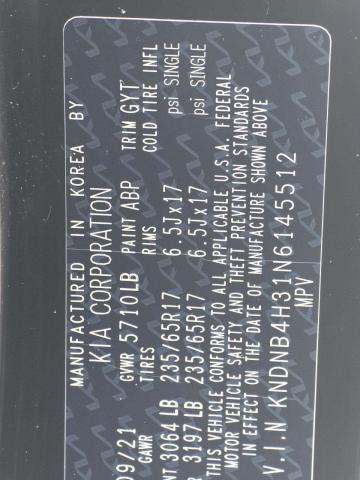 MANUFACTURED IN KOREA BY
KIA CORPORATION
09/21 GVWR 5710LB PAINT ABP TRIM GYT
GAWR TIRES RIMS COLD TIRE INFL
NT 3064 LB 235/65R17 6.5Jx17 psi SINGLE
R 3197 LB 235/65R17 6.5Jx17 psi SINGLE
THIS VEHICLE CONFORMS TO ALL APPLICABLE U.S.A. FEDERAL
MOTOR VEHICLE SAFETY AND THEFT PREVENTION STANDARDS
IN EFFECT ON THE DATE OF MANUFACTURE SHOWN ABOVE
V.I.N KNDNB4H31N6145512
MPV